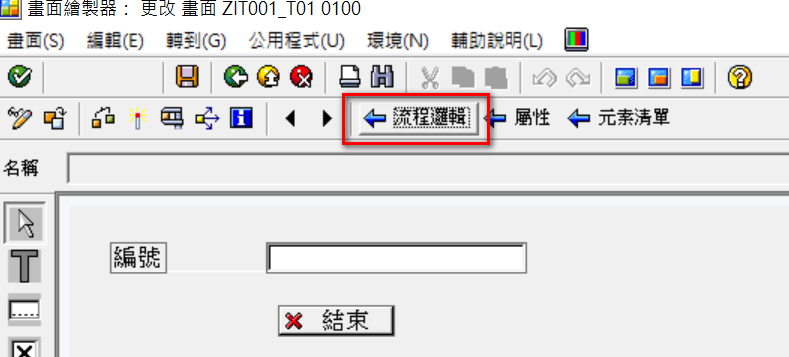 畫面繪製器： 更改 畫面 ZIT001_T01 0100
畫面(S) 編輯(E) 轉到(G) 公用程式(U) 環境(N) 輔助說明(L)
流程邏輯 屬性 元素清單
名稱
編號
結束